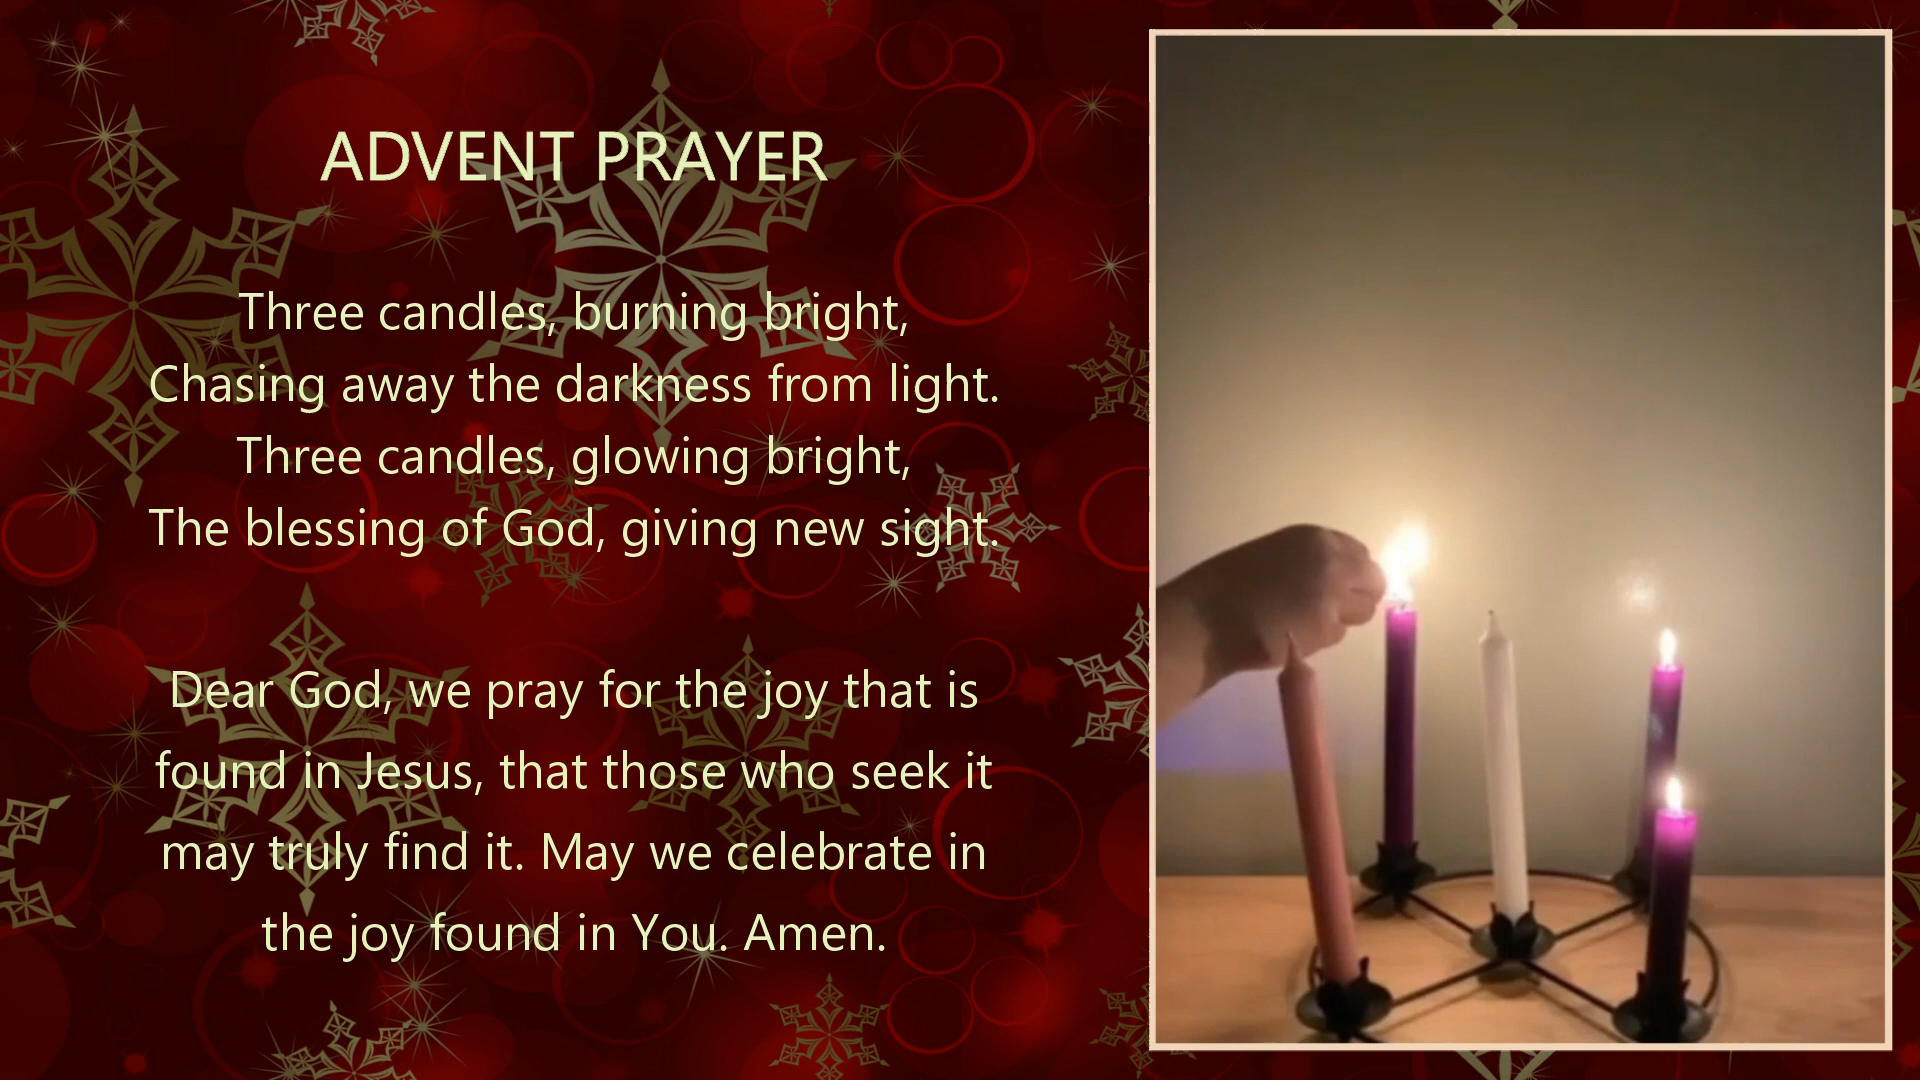 ADVENT PRAYER
Three candles, burning bright,
Chasing away the darkness from light.
Three candles, glowing bright,
The blessing of God, giving new sight.
Dear God, we pray for the joy that is
found in Jesus, that those who seek it
may truly find it. May we celebrate in
the joy found in You. Amen.